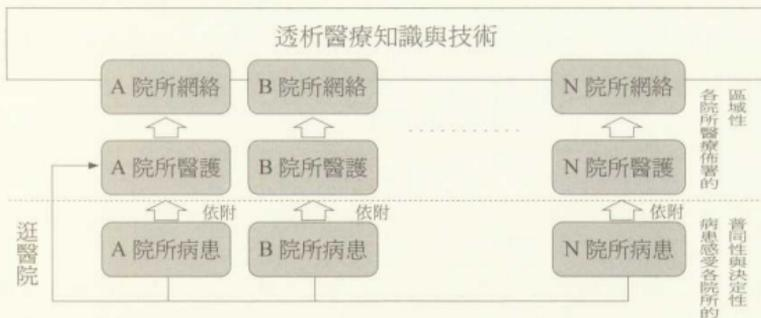 透析醫療知識與技術
A 院所網絡
B 院所網絡
N 院所網絡
A 院所醫護
B 院所醫護
N 院所醫護
各院所醫療佈署的
區域性
依附
依附
依附
逛醫院
A 院所病患
B 院所病患
N 院所病患
病患感受各院所的
普同性與決定性